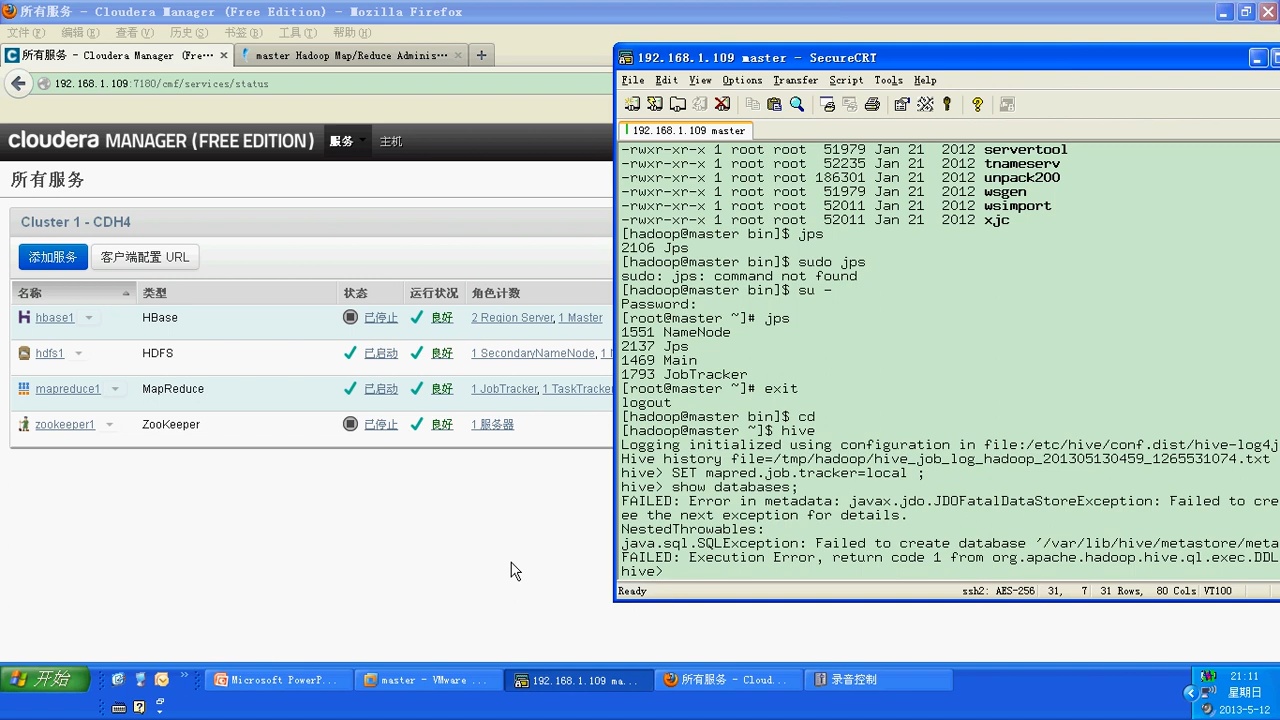 所有服务 - Cloudera Manager (Free Edition) - Mozilla Firefox
文件(F) 编辑(E) 查看(V) 历史(S) 书签(B) 工具(T) 帮助(H)
所有服务 - Cloudera Manager (Fre...
master Hadoop Map/Reduce Adminis...
192.168.1.109:7180/cmf/services/status
cloudera MANAGER (FREE EDITION)
服务
主机
所有服务
Cluster 1 - CDH4
添加服务
客户端配置 URL
名称 类型 状态 运行状况 角色计数
hbase1 HBase 已停止 良好 2 Region Server, 1 Master
hdfs1 HDFS 已启动 良好 1 SecondaryNameNode, 1 N
mapreduce1 MapReduce 已启动 良好 1 JobTracker, 1 TaskTracke
zookeeper1 ZooKeeper 已停止 良好 1 服务器
192.168.1.109 master - SecureCRT
File Edit View Options Transfer Script Tools Help
192.168.1.109 master
-rwxr-xr-x 1 root root  51979 Jan 21  2012 servertool
-rwxr-xr-x 1 root root  52235 Jan 21  2012 tnameserv
-rwxr-xr-x 1 root root 186301 Jan 21  2012 unpack200
-rwxr-xr-x 1 root root  51979 Jan 21  2012 wsgen
-rwxr-xr-x 1 root root  52011 Jan 21  2012 wsimport
-rwxr-xr-x 1 root root  52011 Jan 21  2012 xjc
[hadoop@master bin]$ jps
2106 Jps
[hadoop@master bin]$ sudo jps
sudo: jps: command not found
[hadoop@master bin]$ su -
Password:
[root@master ~]# jps
1551 NameNode
2137 Jps
1469 Main
1793 JobTracker
[root@master ~]# exit
logout
[hadoop@master bin]$ cd
[hadoop@master ~]$ hive
Logging initialized using configuration in file:/etc/hive/conf.dist/hive-log4j
Hive history file=/tmp/hadoop/hive_job_log_hadoop_201305130459_1265531074.txt
hive> SET mapred.job.tracker=local ;
hive> show databases;
FAILED: Error in metadata: javax.jdo.JDOFatalDataStoreException: Failed to cre
ee the next exception for details.
NestedThrowables:
java.sql.SQLException: Failed to create database '/var/lib/hive/metastore/meta
FAILED: Execution Error, return code 1 from org.apache.hadoop.hive.ql.exec.DDL
hive>
Ready ssh2: AES-256 31, 7 31 Rows, 80 Cols VT100
开始
Microsoft PowerP...
master - VMware ...
192.168.1.109 ma...
所有服务 - Cloud...
录音控制
21:11
星期日
2013-5-12